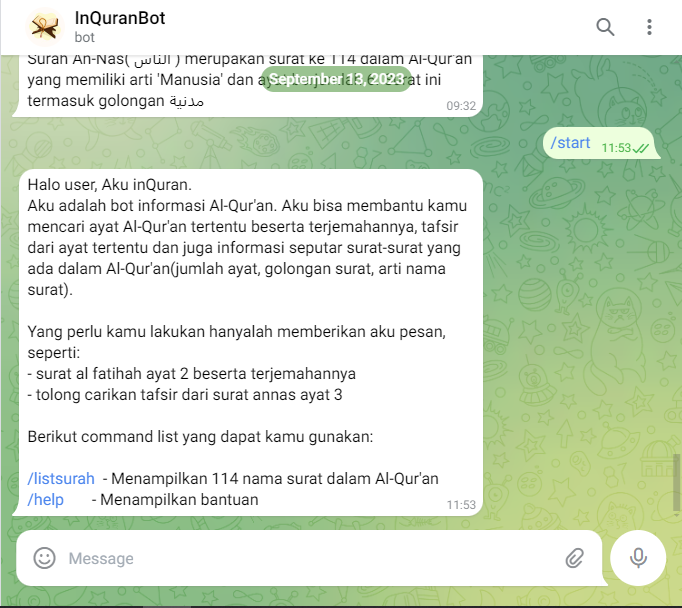 InQuranBot
bot
Surah An-Nas( الناس ) merupakan surat ke 114 dalam Al-Qur'an
yang memiliki arti 'Manusia' dan
September 13, 2023
ini
termasuk golongan مدنية
09:32
/start 11:53
Halo user, Aku inQuran.
Aku adalah bot informasi Al-Qur'an. Aku bisa membantu kamu
mencari ayat Al-Qur'an tertentu beserta terjemahannya, tafsir
dari ayat tertentu dan juga informasi seputar surat-surat yang
ada dalam Al-Qur'an(jumlah ayat, golongan surat, arti nama
surat).
Yang perlu kamu lakukan hanyalah memberikan aku pesan,
seperti:
- surat al fatihah ayat 2 beserta terjemahannya
- tolong carikan tafsir dari surat annas ayat 3
Berikut command list yang dapat kamu gunakan:
/listsurah - Menampilkan 114 nama surat dalam Al-Qur'an
/help - Menampilkan bantuan
11:53
Message